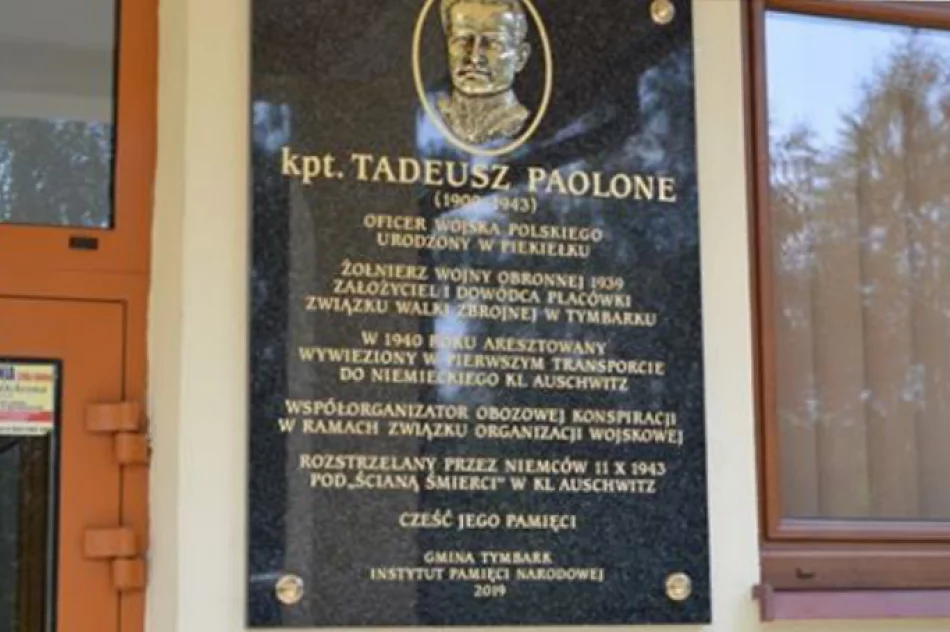 kpt. TADEUSZ PAOLONE
(1909-1943)
OFICER WOJSKA POLSKIEGO
URODZONY W PIEKIEŁKU
ŻOŁNIERZ WOJNY OBRONNEJ 1939
ZAŁOŻYCIEL I DOWÓDCA PLACÓWKI
ZWIĄZKU WALKI ZBROJNEJ W TYMBARKU
W 1940 ROKU ARESZTOWANY
WYWIEZIONY W PIERWSZYM TRANSPORCIE
DO NIEMIECKIEGO KL AUSCHWITZ
WSPÓŁORGANIZATOR OBOZOWEJ KONSPIRACJI
W RAMACH ZWIĄZKU ORGANIZACJI WOJSKOWEJ
ROZSTRZELANY PRZEZ NIEMCÓW 11 X 1943
POD „ŚCIANĄ ŚMIERCI" W KL AUSCHWITZ
CZEŚĆ JEGO PAMIĘCI
GMINA TYMBARK
INSTYTUT PAMIĘCI NARODOWEJ
2019